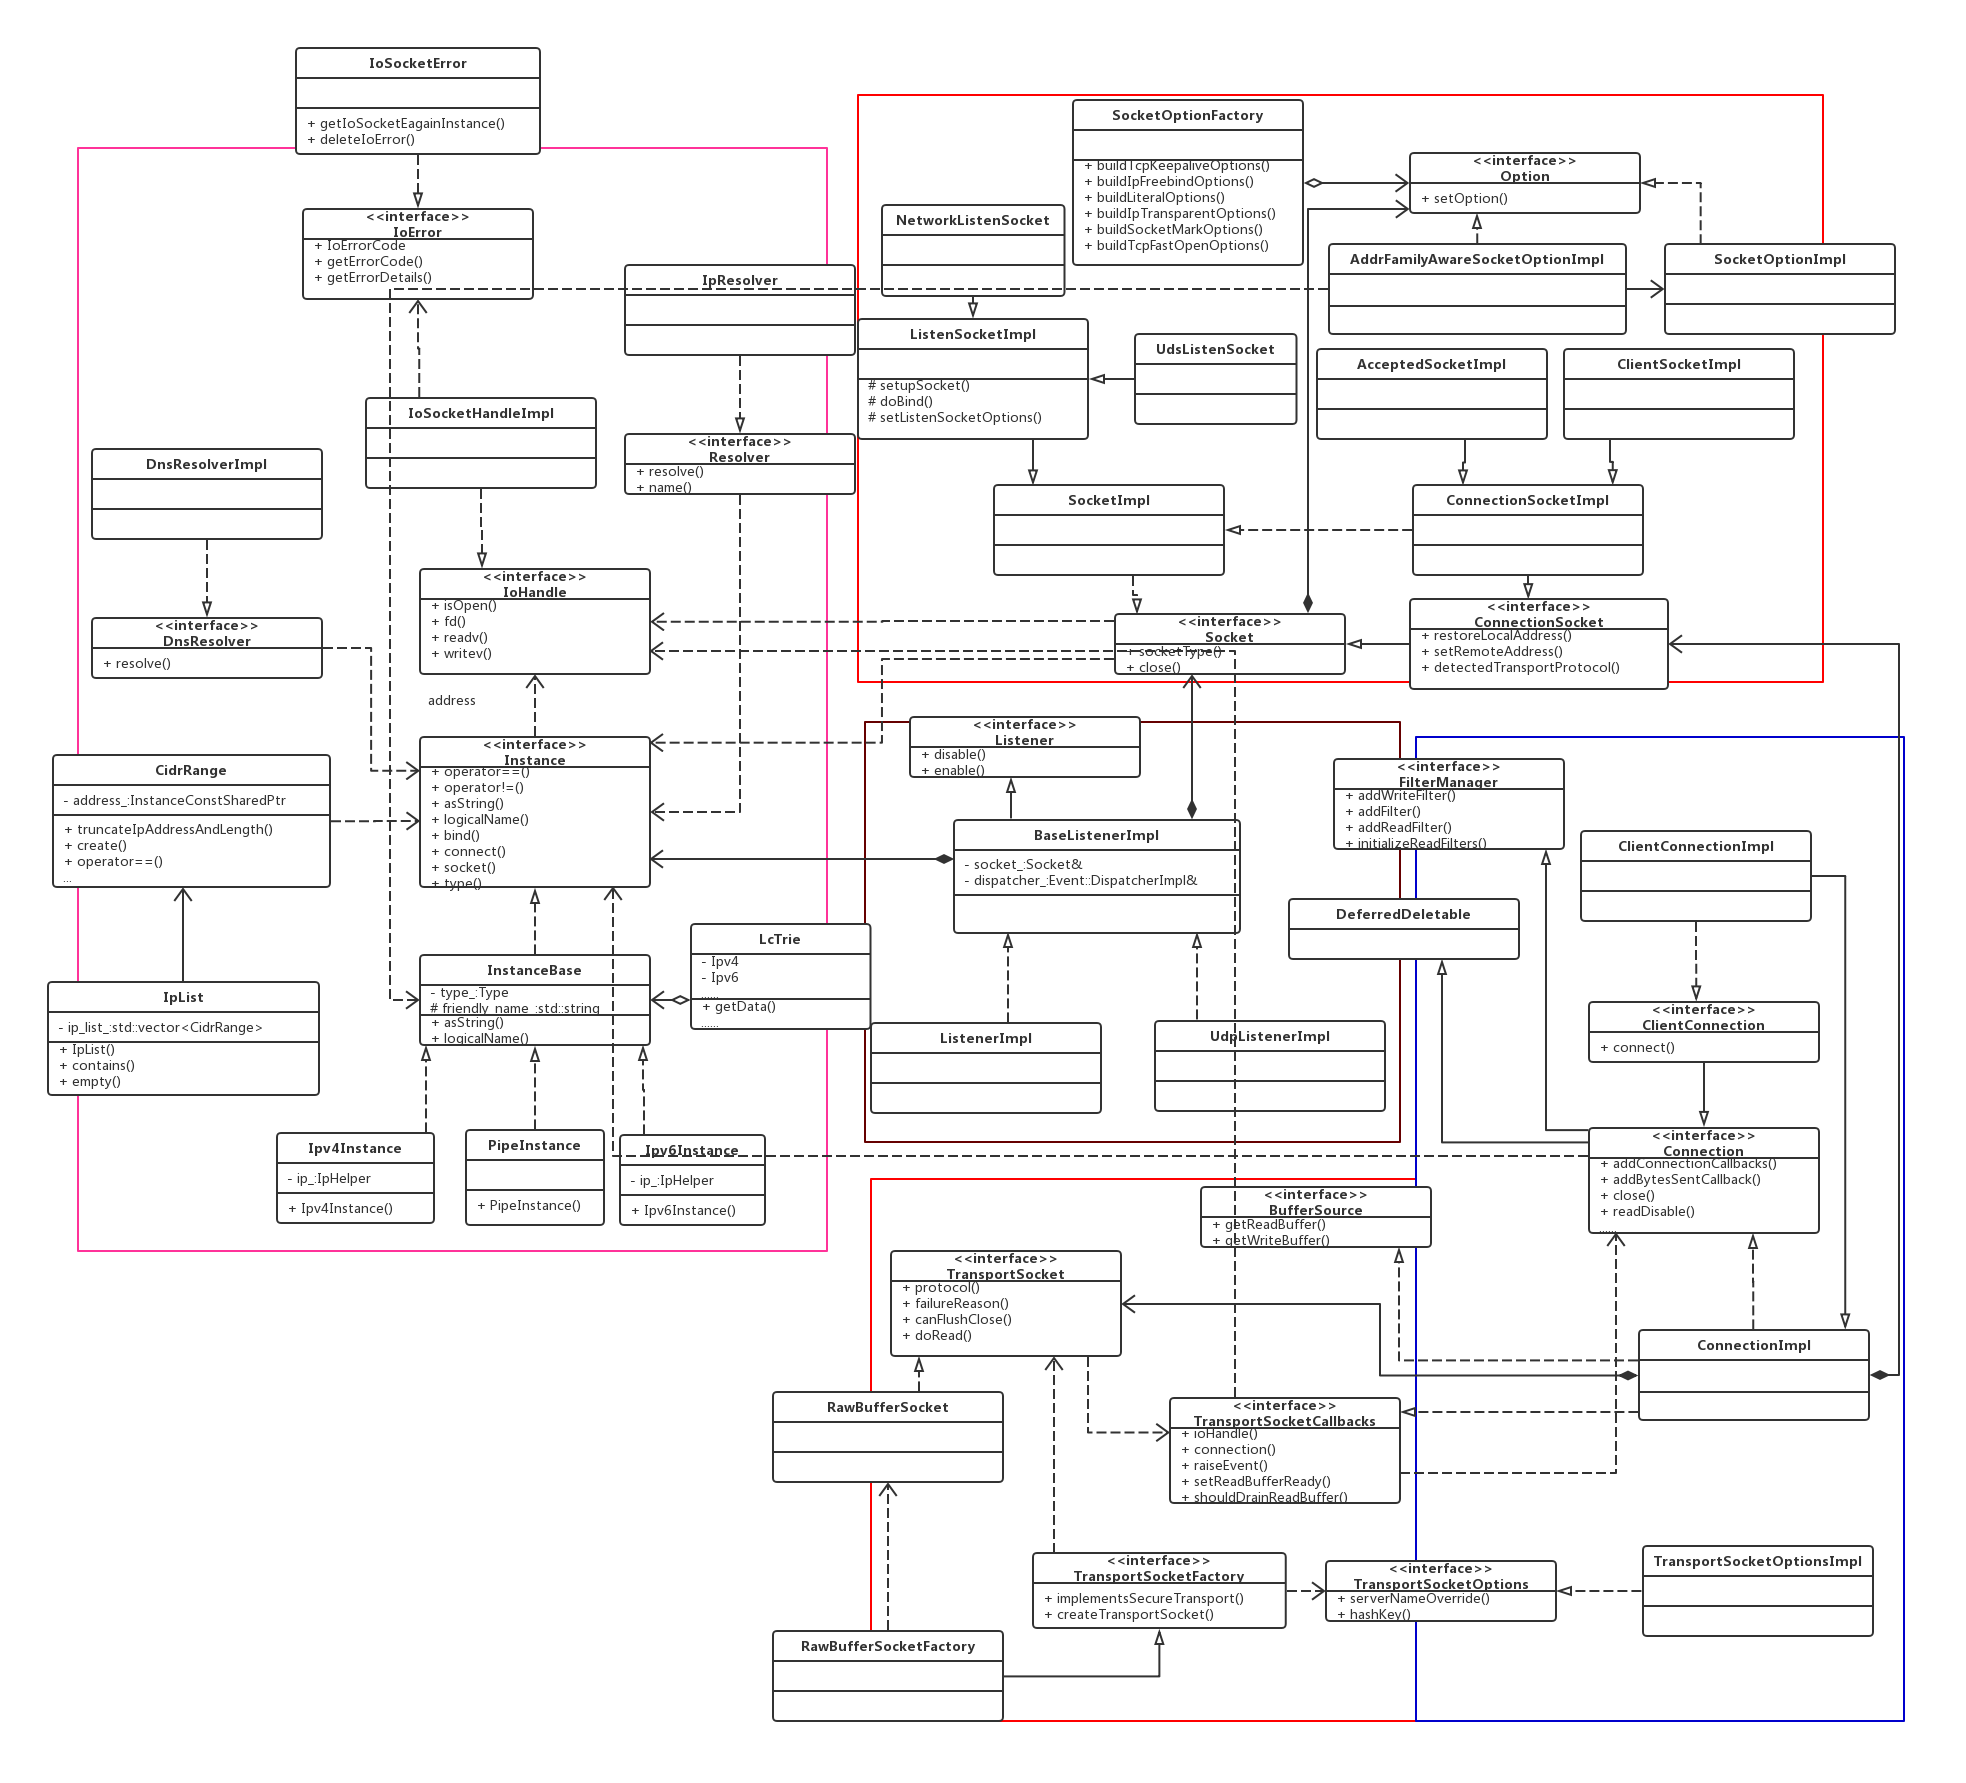 IoSocketError
+ getIoSocketEagainInstance()
+ deleteIoError()
<<interface>>
IoError
+ IoErrorCode
+ getErrorCode()
+ getErrorDetails()
IpResolver
IoSocketHandleImpl
<<interface>>
Resolver
+ resolve()
+ name()
DnsResolverImpl
<<interface>>
DnsResolver
+ resolve()
<<interface>>
IoHandle
+ isOpen()
+ fd()
+ readv()
+ writev()
address
<<interface>>
Instance
+ operator==()
+ operator!=()
+ asString()
+ logicalName()
+ bind()
+ connect()
+ socket()
+ type()
CidrRange
- address_:InstanceConstSharedPtr
+ truncateIpAddressAndLength()
+ create()
+ operator==()
...
IpList
- ip_list_:std::vector<CidrRange>
+ IpList()
+ contains()
+ empty()
InstanceBase
- type_:Type
# friendly_name_:std::string
+ asString()
+ logicalName()
LcTrie
- Ipv4
- Ipv6
......
+ getData()
......
Ipv4Instance
- ip_:IpHelper
+ Ipv4Instance()
PipeInstance
+ PipeInstance()
Ipv6Instance
- ip_:IpHelper
+ Ipv6Instance()
SocketOptionFactory
+ buildTcpKeepaliveOptions()
+ buildIpFreebindOptions()
+ buildLiteralOptions()
+ buildIpTransparentOptions()
+ buildSocketMarkOptions()
+ buildTcpFastOpenOptions()
<<interface>>
Option
+ setOption()
NetworkListenSocket
AddrFamilyAwareSocketOptionImpl
SocketOptionImpl
ListenSocketImpl
# setupSocket()
# doBind()
# setListenSocketOptions()
UdsListenSocket
AcceptedSocketImpl
ClientSocketImpl
SocketImpl
ConnectionSocketImpl
<<interface>>
Socket
+ socketType()
+ close()
<<interface>>
ConnectionSocket
+ restoreLocalAddress()
+ setRemoteAddress()
+ detectedTransportProtocol()
<<interface>>
Listener
+ disable()
+ enable()
BaseListenerImpl
- socket_:Socket&
- dispatcher_:Event::DispatcherImpl&
ListenerImpl
UdpListenerImpl
<<interface>>
FilterManager
+ addWriteFilter()
+ addFilter()
+ addReadFilter()
+ initializeReadFilters()
ClientConnectionImpl
DeferredDeletable
<<interface>>
ClientConnection
+ connect()
<<interface>>
Connection
+ addConnectionCallbacks()
+ addBytesSentCallback()
+ close()
+ readDisable()
......
<<interface>>
BufferSource
+ getReadBuffer()
+ getWriteBuffer()
<<interface>>
TransportSocket
+ protocol()
+ failureReason()
+ canFlushClose()
+ doRead()
ConnectionImpl
RawBufferSocket
<<interface>>
TransportSocketCallbacks
+ ioHandle()
+ connection()
+ raiseEvent()
+ setReadBufferReady()
+ shouldDrainReadBuffer()
<<interface>>
TransportSocketFactory
+ implementsSecureTransport()
+ createTransportSocket()
<<interface>>
TransportSocketOptions
+ serverNameOverride()
+ hashKey()
TransportSocketOptionsImpl
RawBufferSocketFactory